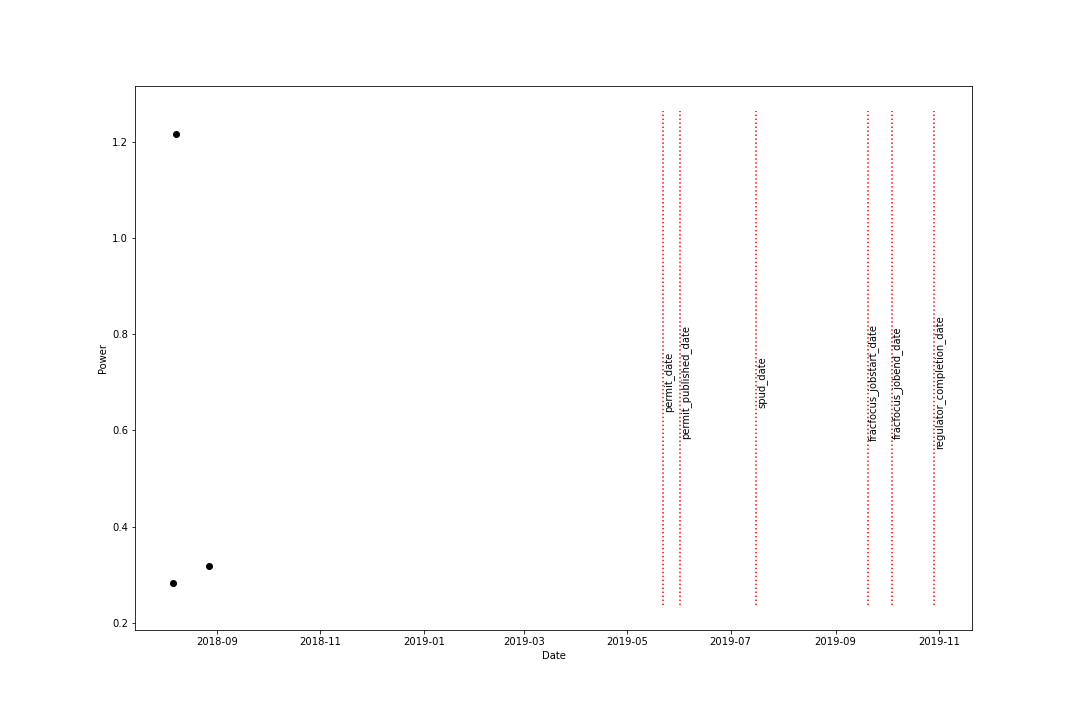 1.2
1.0
0.8
0.6
0.4
0.2
Power
permit_date
permit_published_date
spud_date
fracfocus_jobstart_date
fracfocus_jobend_date
regulator_completion_date
2018-09
2018-11
2019-01
2019-03
2019-05
2019-07
2019-09
2019-11
Date